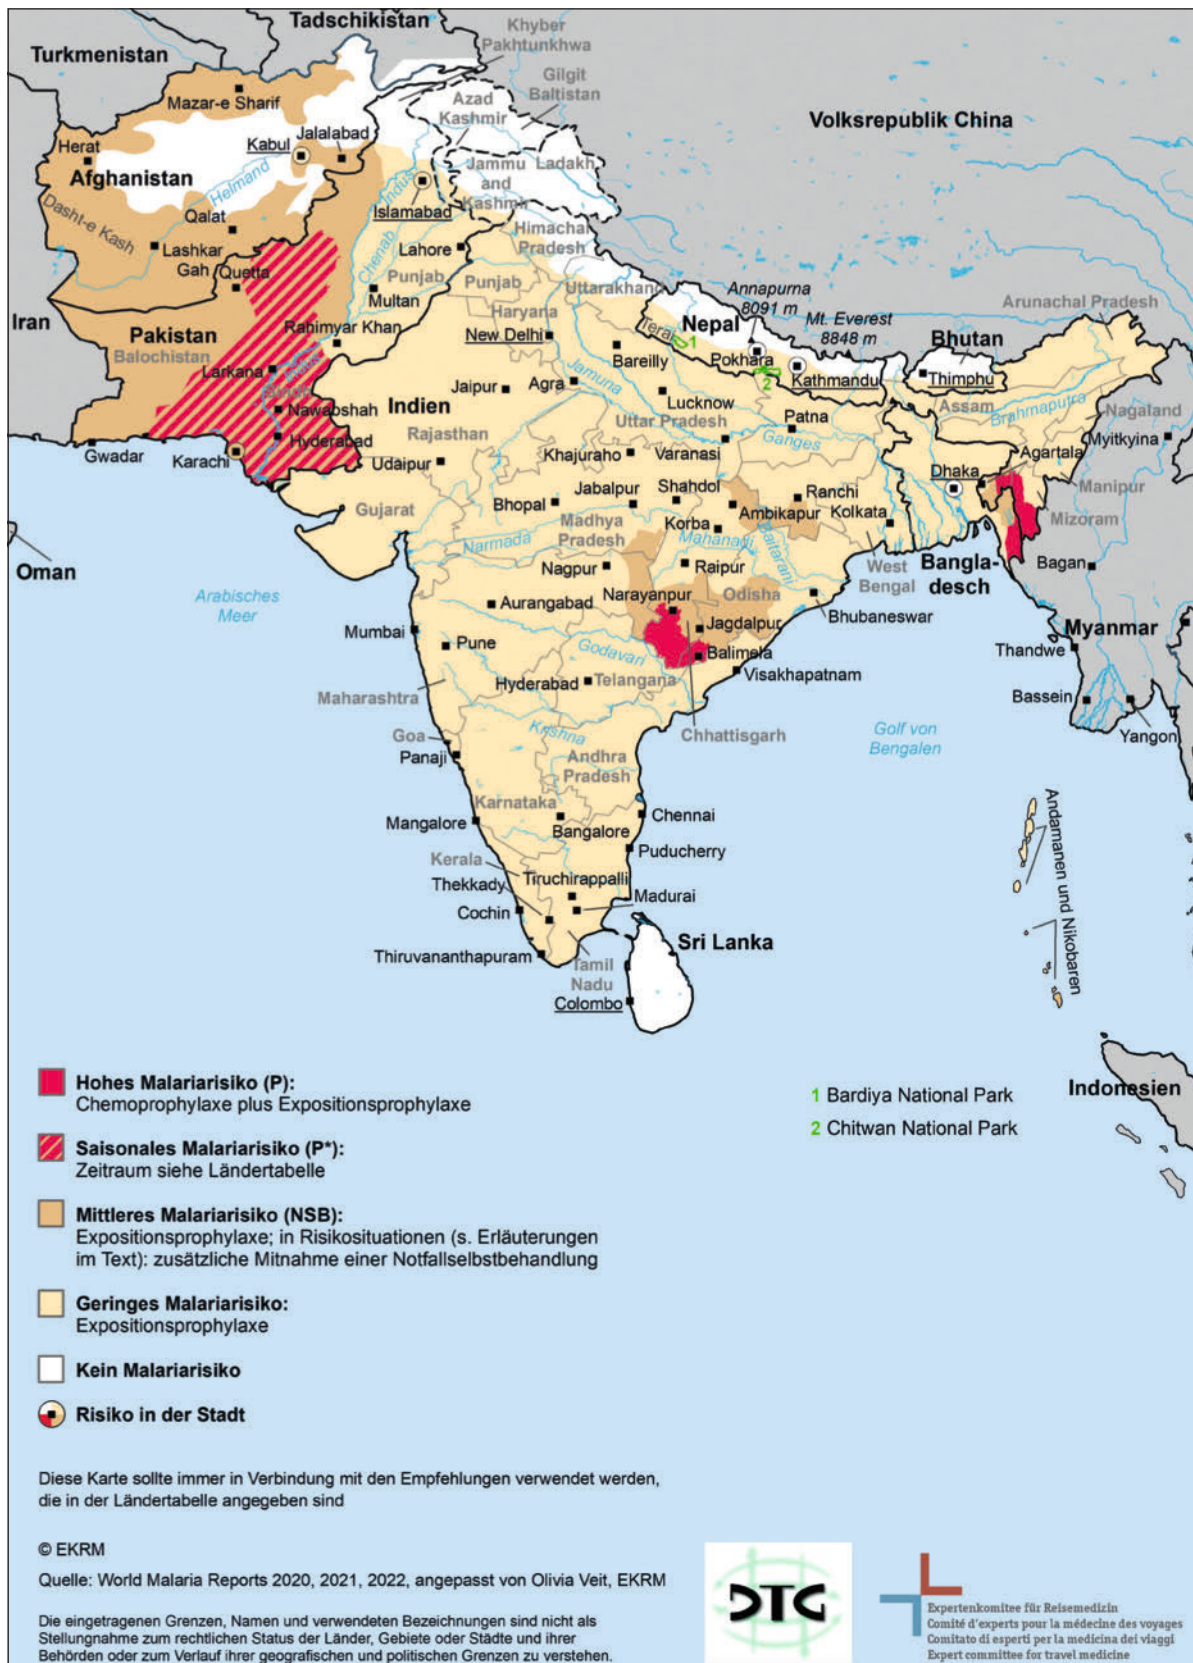 Tadschikistan
Turkmenistan
Khyber
Pakhtunkhwa
Gilgit
Baltistan
Mazar-e Sharif
Azad
Kashmir
Volksrepublik China
Herat
Kabul
Jalalabad
Afghanistan
Helmand
Indus
Jammu
and
Kashmir
Ladakh
Dasht-e Kash
Qalat
Islamabad
Himachal
Pradesh
Lashkar
Gah
Quetta
Chenab
Lahore
Punjab
Punjab
Multan
Uttarakhand
Annapurna
8091 m
Arunachal Pradesh
Iran
Pakistan
Balochistan
Rahimyar Khan
Haryana
New Delhi
Terai
1
Nepal
Mt. Everest
8848 m
Bhutan
Bareilly
Pokhara
2
Kathmandu
Thimphu
Larkana
Indus
Sindh
Jaipur
Agra
Jamuna
Lucknow
Nawabshah
Indien
Uttar Pradesh
Patna
Assam
Brahmaputra
Nagaland
Hyderabad
Rajasthan
Ganges
Myitkyina
Gwadar
Karachi
Udaipur
Khajuraho
Varanasi
Dhaka
Agartala
Manipur
Gujarat
Bhopal
Jabalpur
Shahdol
Ranchi
Ambikapur
Kolkata
Mizoram
Madhya
Pradesh
Korba
Mahanadi
Baitarani
Narmada
Oman
Nagpur
Raipur
West
Bengal
Bangla-
desch
Bagan
Arabisches
Meer
Aurangabad
Narayanpur
Odisha
Bhubaneswar
Mumbai
Pune
Jagdalpur
Myanmar
Godavari
Balimela
Thandwe
Visakhapatnam
Maharashtra
Hyderabad
Telangana
Bassein
Goa
Krishna
Chhattisgarh
Golf von
Bengalen
Yangon
Panaji
Andhra
Pradesh
Karnataka
Mangalore
Bangalore
Chennai
Puducherry
Andamanen und Nikobaren
Kerala
Thekkady
Tiruchirappalli
Madurai
Cochin
Thiruvananthapuram
Tamil
Nadu
Sri Lanka
Colombo
Indonesien
Hohes Malariarisiko (P):
Chemoprophylaxe plus Expositionsprophylaxe
Saisonales Malariarisiko (P*):
Zeitraum siehe Ländertabelle
Mittleres Malariarisiko (NSB):
Expositionsprophylaxe; in Risikosituationen (s. Erläuterungen
im Text): zusätzliche Mitnahme einer Notfallselbstbehandlung
Geringes Malariarisiko:
Expositionsprophylaxe
Kein Malariarisiko
Risiko in der Stadt
1 Bardiya National Park
2 Chitwan National Park
Diese Karte sollte immer in Verbindung mit den Empfehlungen verwendet werden,
die in der Ländertabelle angegeben sind
© EKRM
Quelle: World Malaria Reports 2020, 2021, 2022, angepasst von Olivia Veit, EKRM
Die eingetragenen Grenzen, Namen und verwendeten Bezeichnungen sind nicht als
Stellungnahme zum rechtlichen Status der Länder, Gebiete oder Städte und ihrer
Behörden oder zum Verlauf ihrer geografischen und politischen Grenzen zu verstehen.
DTG
Expertenkomitee für Reisemedizin
Comité d'experts pour la médecine des voyages
Comitato di esperti per la medicina dei viaggi
Expert committee for travel medicine